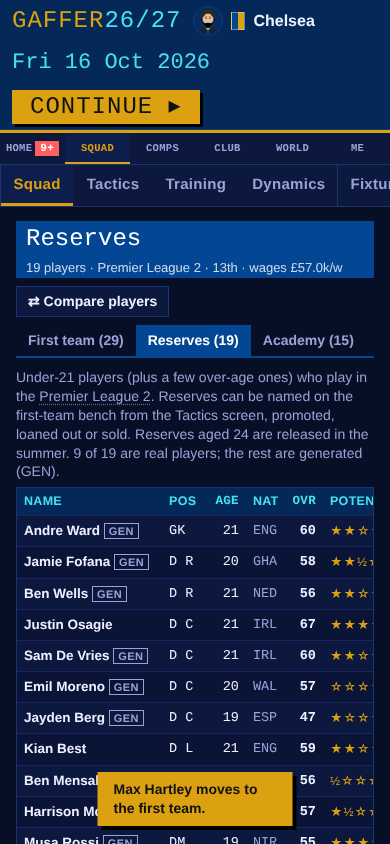 GAFFER26/27 Chelsea
Fri 16 Oct 2026
CONTINUE ►
HOME 9+ SQUAD COMPS CLUB WORLD ME
Squad Tactics Training Dynamics
Reserves
19 players · Premier League 2 · 13th · wages £57.0k/w
⇄ Compare players
First team (29) Reserves (19) Academy (15)
Under-21 players (plus a few over-age ones) who play in
the Premier League 2. Reserves can be named on the
first-team bench from the Tactics screen, promoted,
loaned out or sold. Reserves aged 24 are released in the
summer. 9 of 19 are real players; the rest are generated
(GEN).
NAME POS AGE NAT OVR
Andre Ward GEN GK 21 ENG 60
Jamie Fofana GEN D R 20 GHA 58
Ben Wells GEN D R 21 NED 56
Justin Osagie D C 21 IRL 67
Sam De Vries GEN D C 21 IRL 60
Emil Moreno GEN D C 20 WAL 57
Jayden Berg GEN D C 19 ESP 47
Kian Best D L 21 ENG 59
Ben 56
Harrison 57
Max Hartley moves to
the first team.
Musa Rossi DM 19 NIR 55